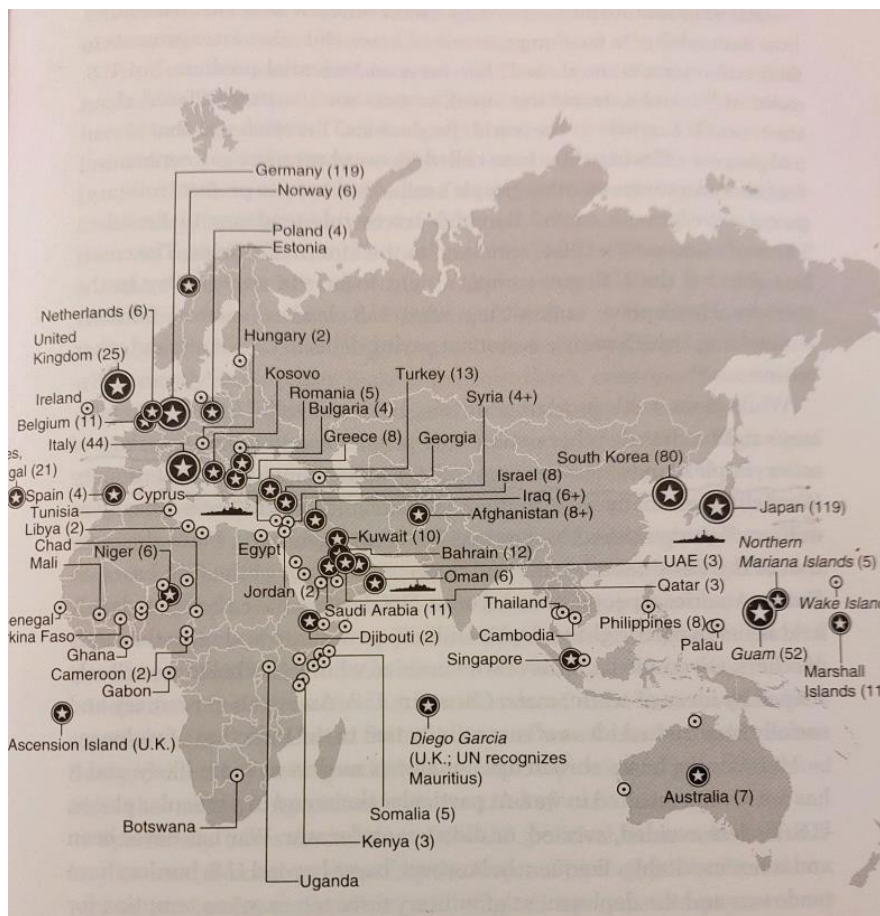 Germany (119)
Norway (6)
Poland (4)
Estonia
Netherlands (6)
Hungary (2)
United
Kingdom (25)
Kosovo
Turkey (13)
Romania (5)
Syria (4+)
Bulgaria (4)
Ireland
Greece (8)
Georgia
Belgium (11)
Italy (44)
South Korea (80)
es,
gal (21)
Israel (8)
Spain (4)
Cyprus
Iraq (6+)
Afghanistan (8+)
Japan (119)
Tunisia
Libya (2)
Kuwait (10)
Chad
Egypt
Northern
Niger (6)
Bahrain (12)
Mariana Islands (5)
Mali
UAE (3)
Oman (6)
Jordan (2)
Qatar (3)
Wake Island
Saudi Arabia (11)
Thailand
Senegal
Philippines (8)
Djibouti (2)
Cambodia
Palau
rkina Faso
Ghana
Singapore
Guam (52)
Cameroon (2)
Marshall
Islands (11
Gabon
Ascension Island (U.K.)
Diego Garcia
(U.K.; UN recognizes
Mauritius)
Australia (7)
Somalia (5)
Botswana
Kenya (3)
Uganda